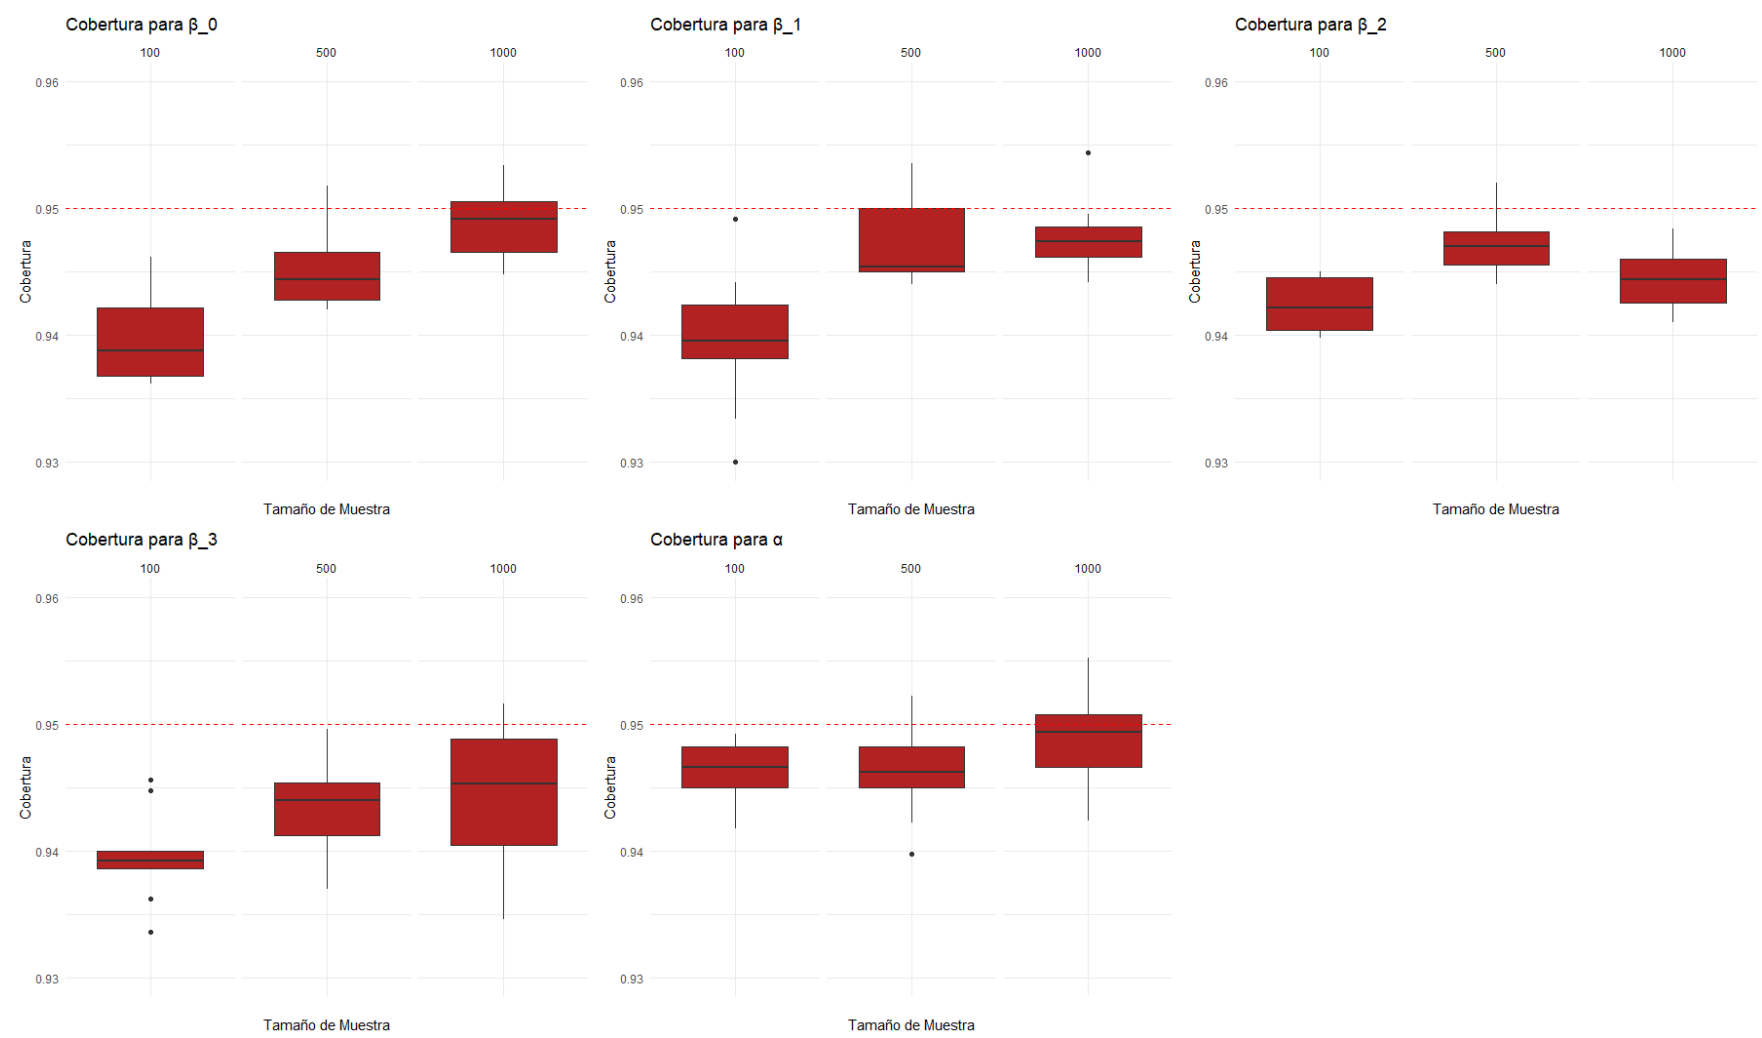 Cobertura para β_0
100 500 1000
0.96
0.95
0.94
0.93
Cobertura
Tamaño de Muestra
Cobertura para β_1
100 500 1000
0.96
0.95
0.94
0.93
Cobertura
Tamaño de Muestra
Cobertura para β_2
100 500 1000
0.96
0.95
0.94
0.93
Cobertura
Tamaño de Muestra
Cobertura para β_3
100 500 1000
0.96
0.95
0.94
0.93
Cobertura
Tamaño de Muestra
Cobertura para α
100 500 1000
0.96
0.95
0.94
0.93
Cobertura
Tamaño de Muestra